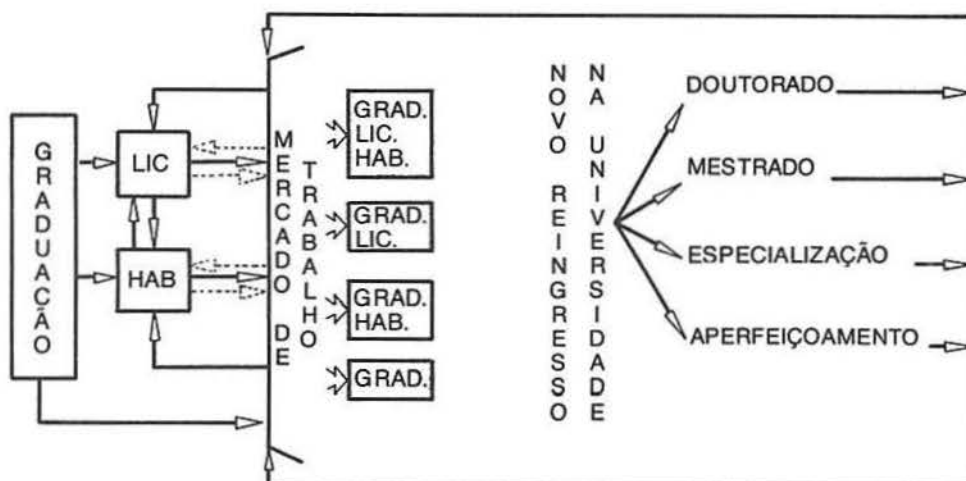 GRADUAÇÃO
LIC
HAB
MERCADO DE
TRABALHO
GRAD.
LIC.
HAB.
GRAD.
LIC.
GRAD.
HAB.
GRAD.
NOVO REINGRESSO
NA UNIVERSIDADE
DOUTORADO
MESTRADO
ESPECIALIZAÇÃO
APERFEIÇOAMENTO